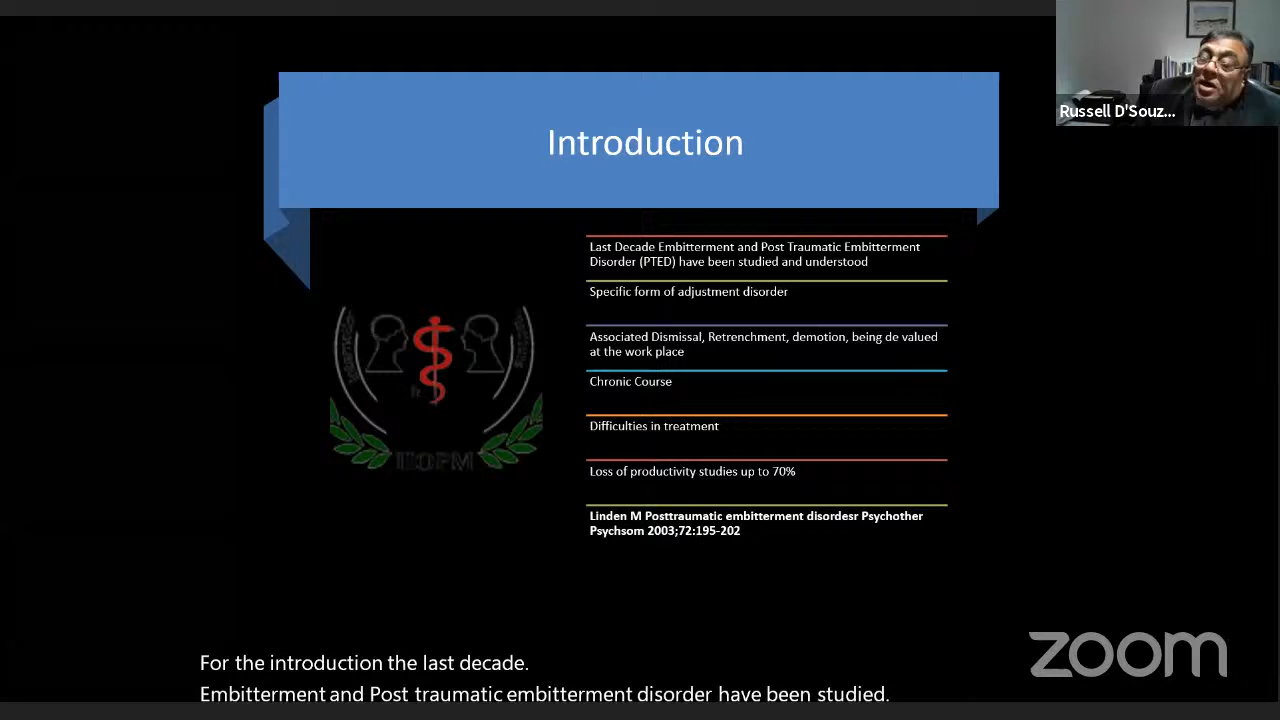 Russell D'Souz...
Introduction
Last Decade Embitterment and Post Traumatic Embitterment
Disorder (PTED) have been studied and understood
Specific form of adjustment disorder
Associated Dismissal, Retrenchment, demotion, being de valued
at the work place
Chronic Course
Difficulties in treatment
Loss of productivity studies up to 70%
Linden M Posttraumatic embitterment disordesr Psychother
Psychsom 2003;72:195-202
zoom
For the introduction the last decade.
Embitterment and Post traumatic embitterment disorder have been studied.